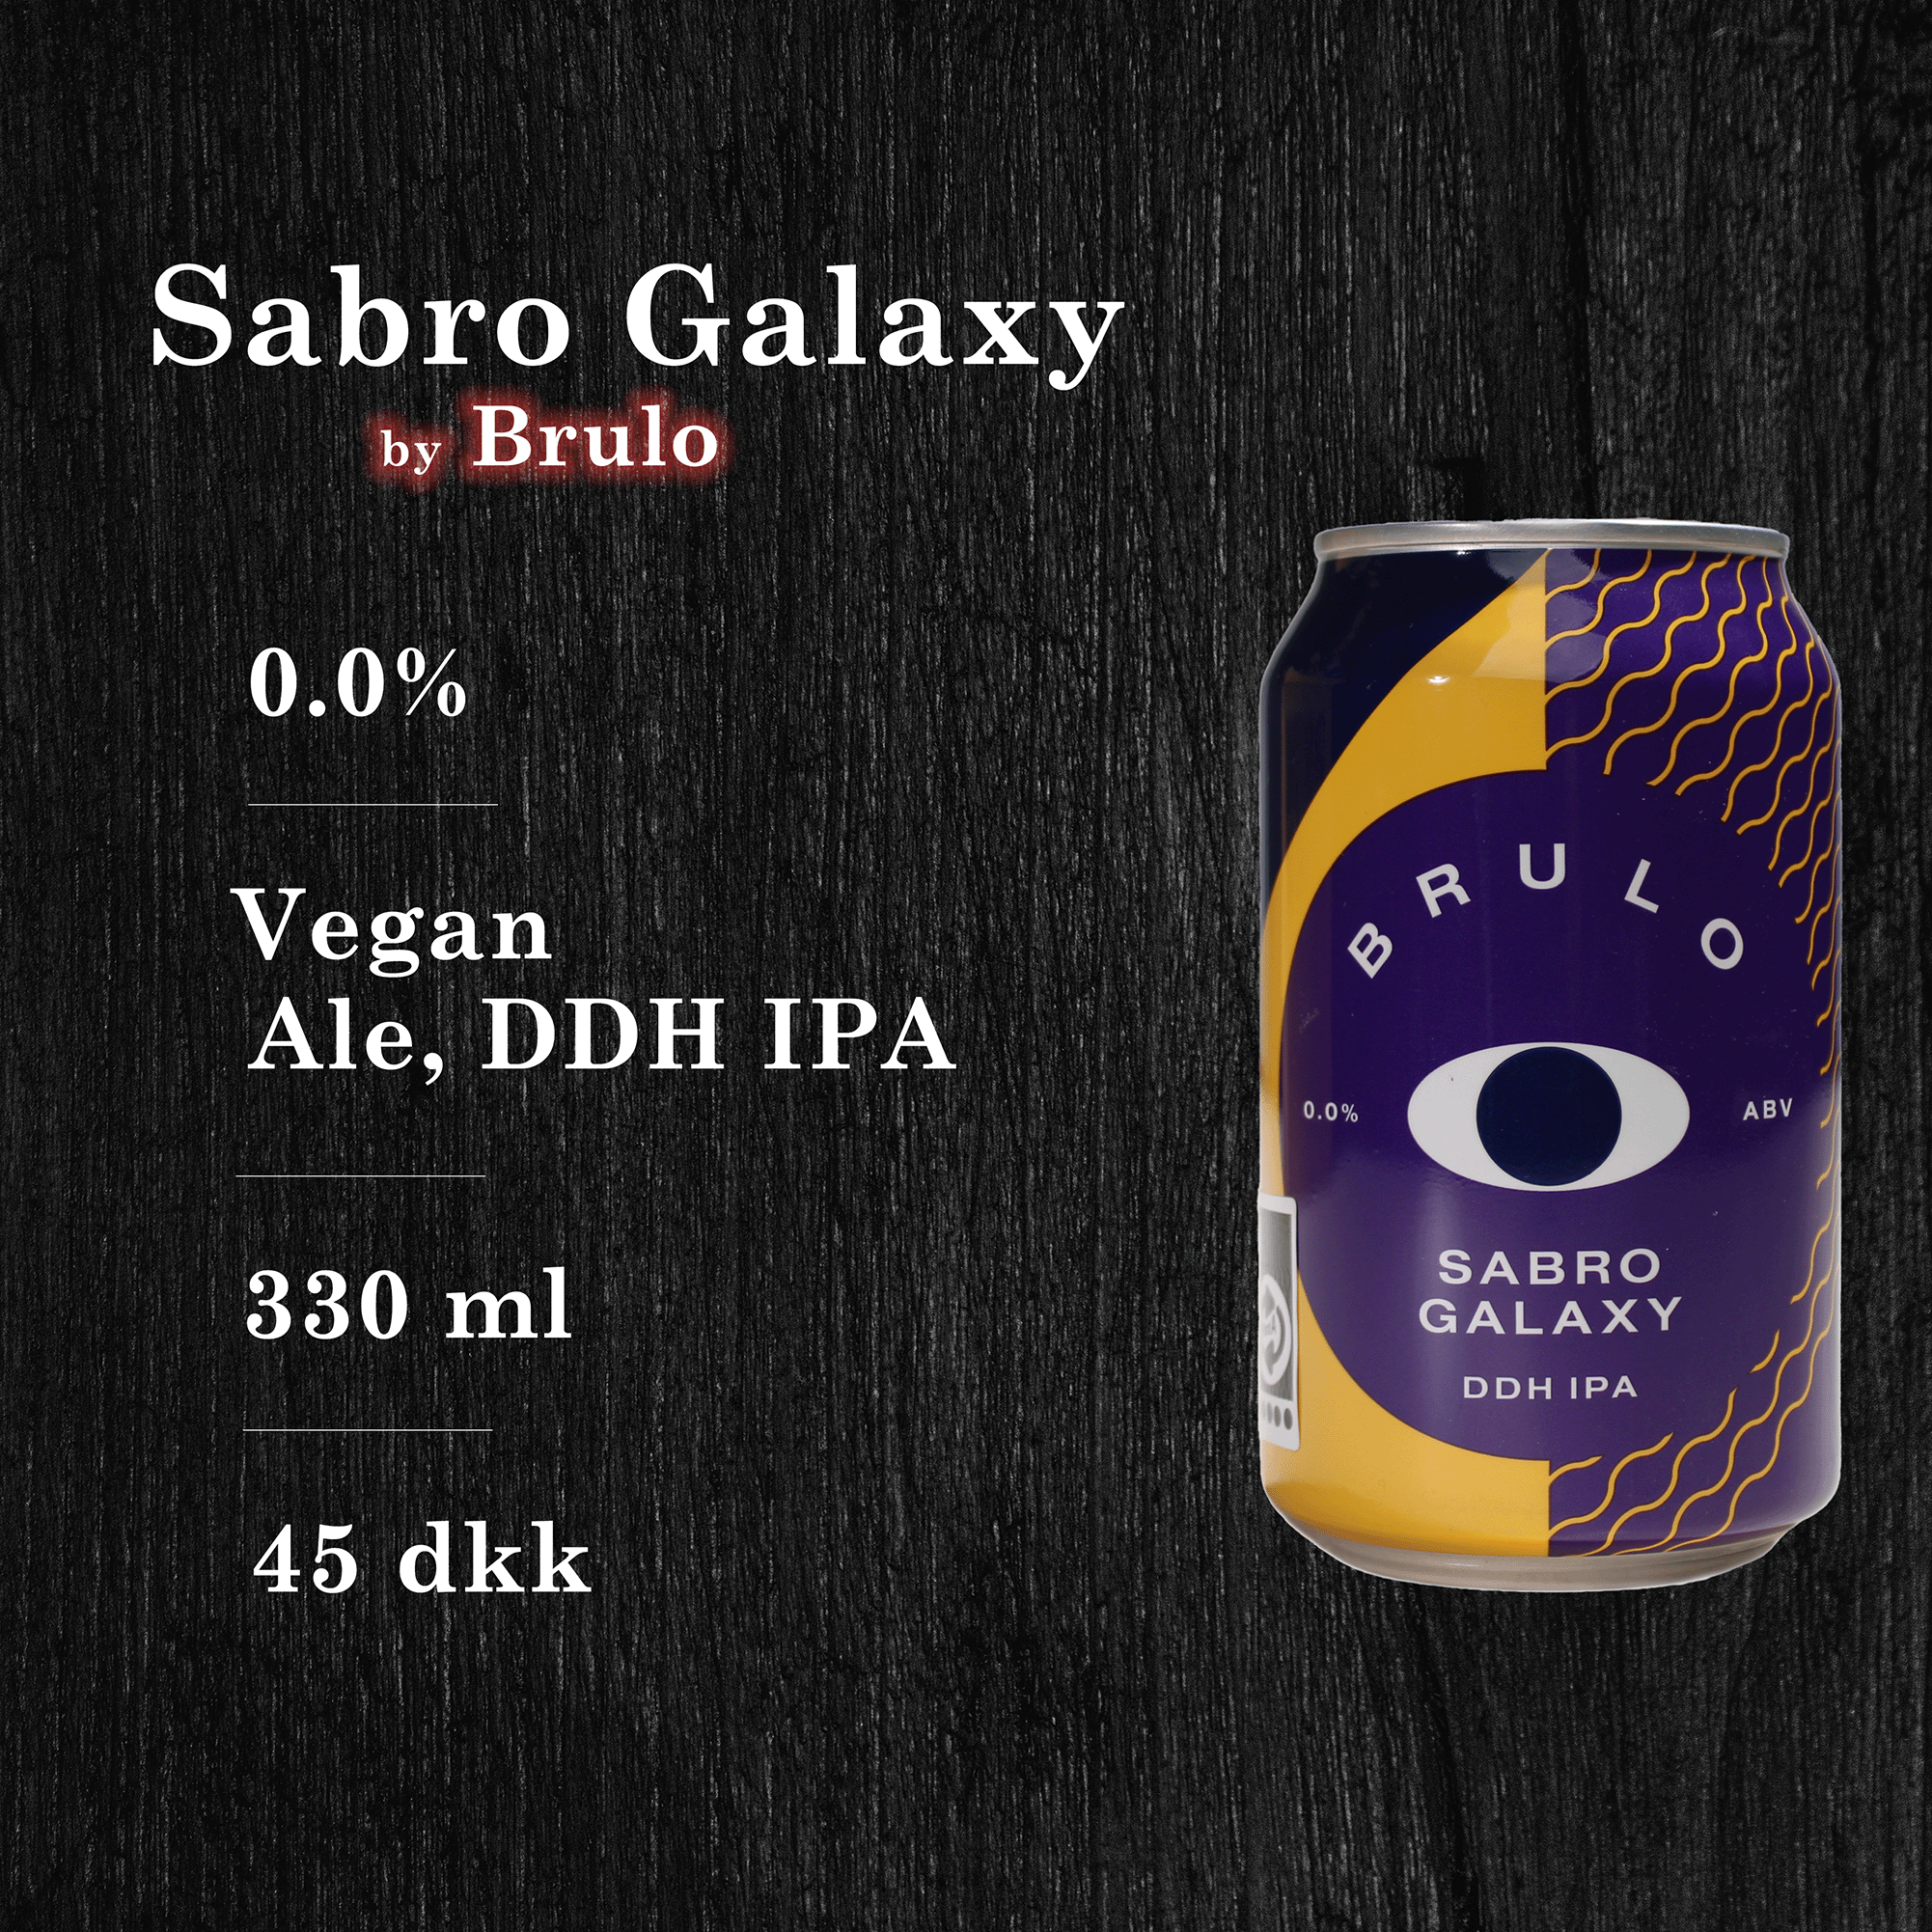 Sabro Galaxy
by Brulo
0.0%
Vegan
Ale, DDH IPA
330 ml
45 dkk
BRULO
0.0% ABV
SABRO
GALAXY
DDH IPA